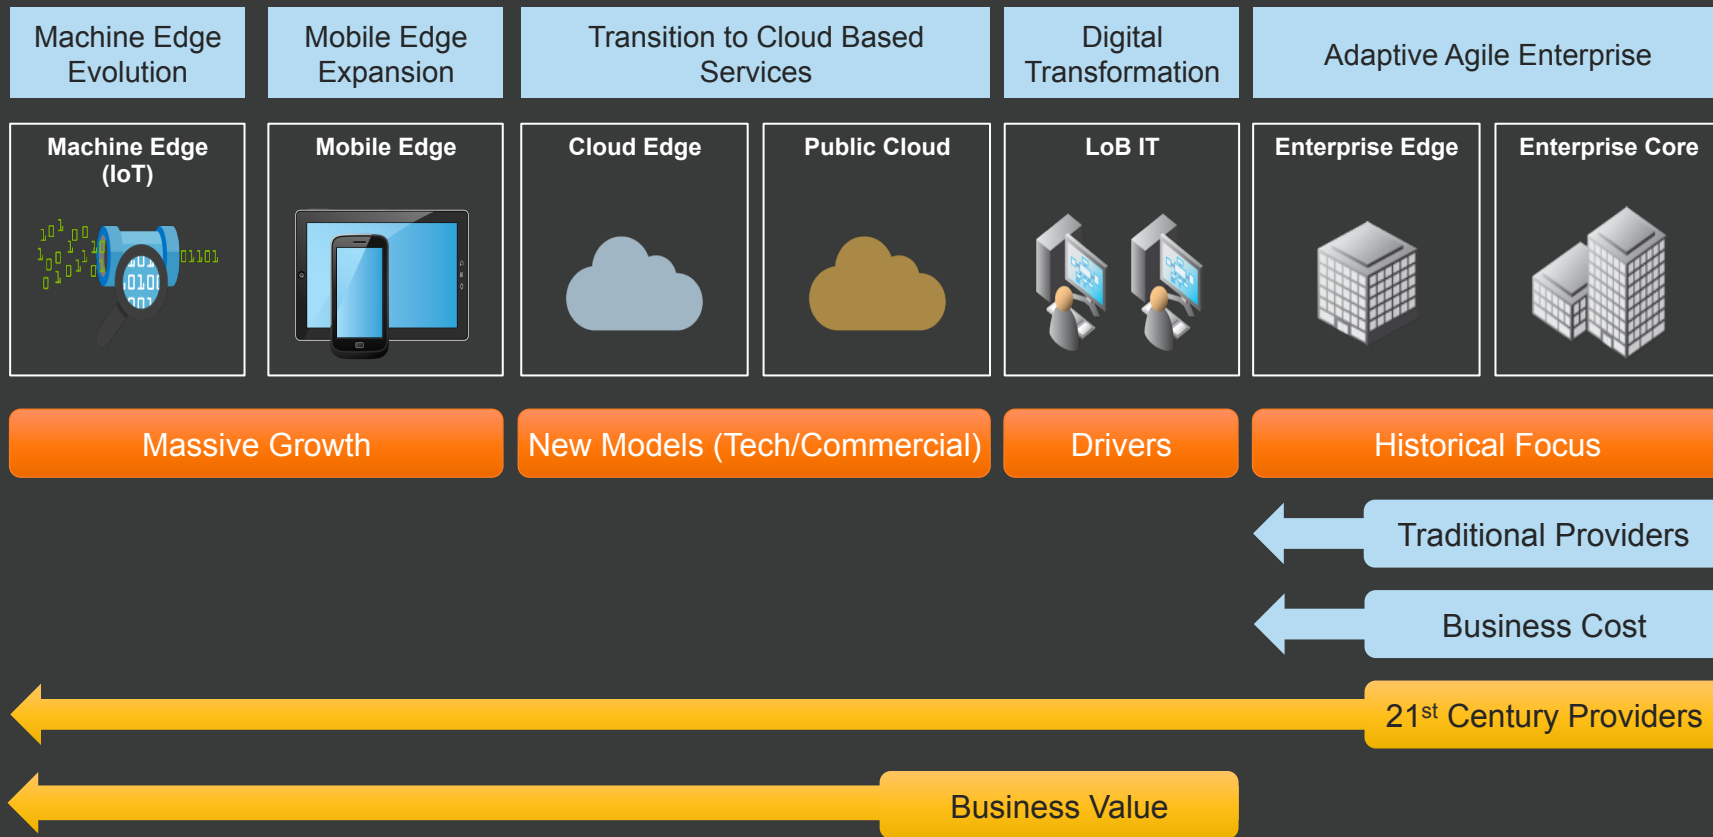 Machine Edge
Evolution
Mobile Edge
Expansion
Transition to Cloud Based
Services
Digital
Transformation
Adaptive Agile Enterprise
Machine Edge
(IoT)
Mobile Edge
Cloud Edge
Public Cloud
LoB IT
Enterprise Edge
Enterprise Core
01101
Massive Growth
New Models (Tech/Commercial)
Drivers
Historical Focus
Traditional Providers
Business Cost
21st Century Providers
Business Value